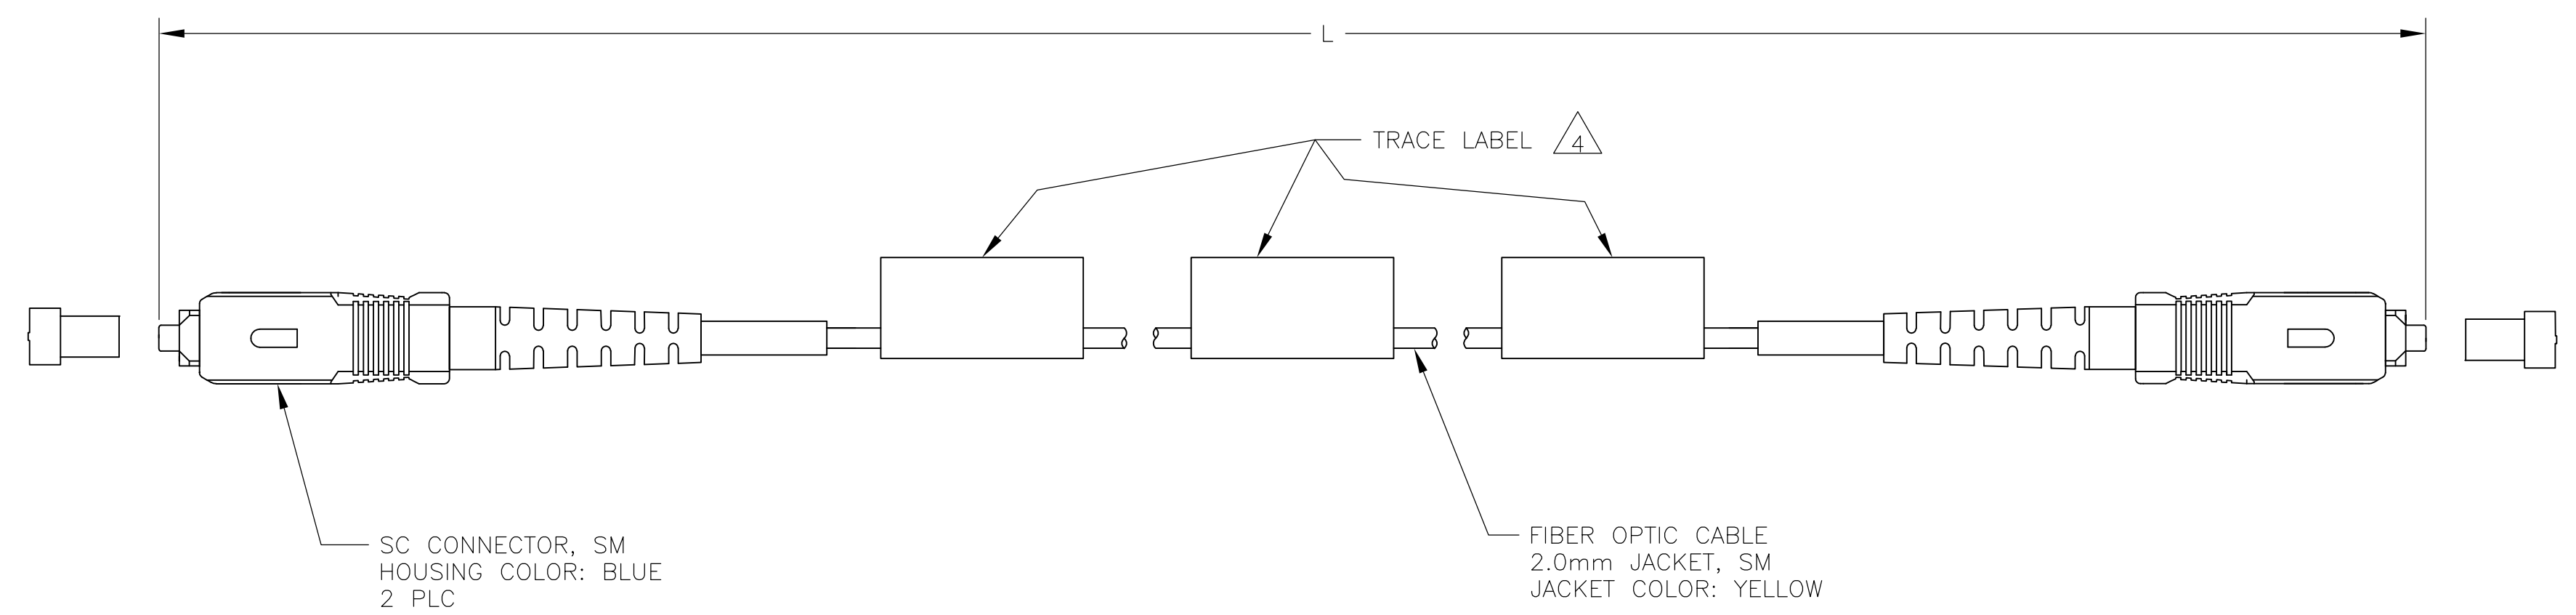 L
TRACE LABEL 4
SC CONNECTOR, SM
HOUSING COLOR: BLUE
2 PLC
FIBER OPTIC CABLE
2.0mm JACKET, SM
JACKET COLOR: YELLOW